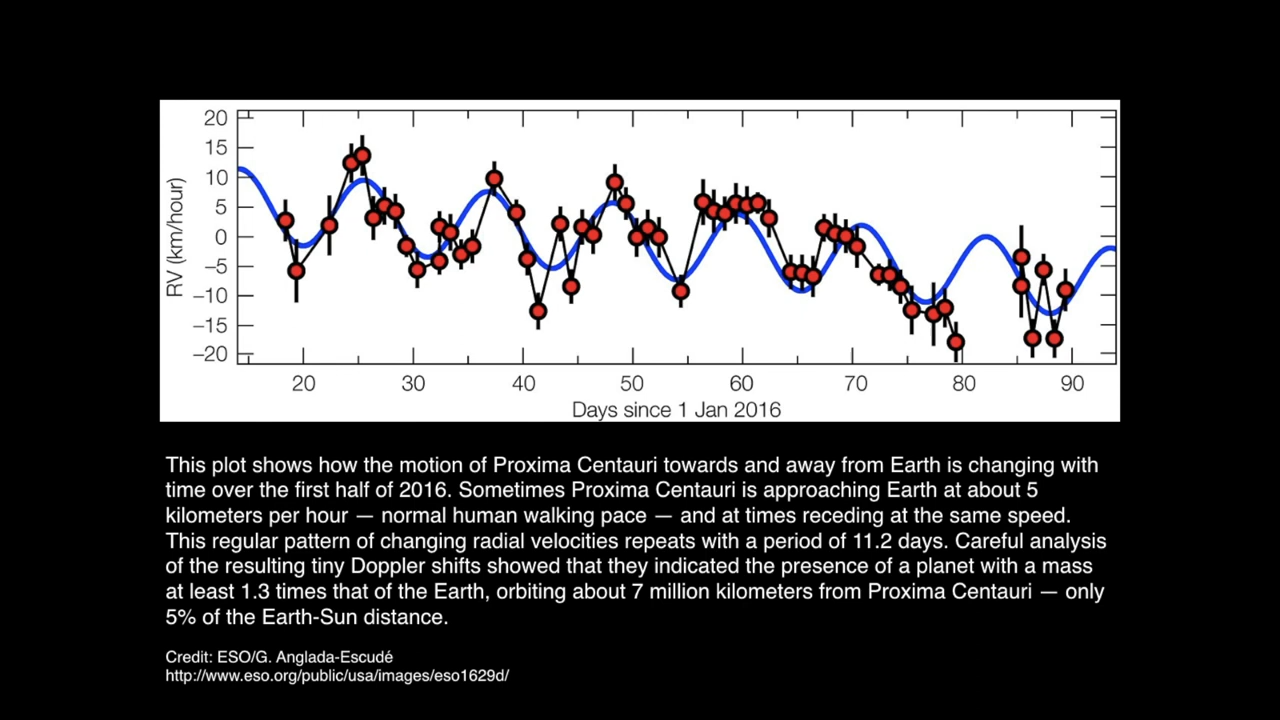 20
15
10
5
0
−5
−10
−15
−20
RV (km/hour)
20 30 40 50 60 70 80 90
Days since 1 Jan 2016
This plot shows how the motion of Proxima Centauri towards and away from Earth is changing with
time over the first half of 2016. Sometimes Proxima Centauri is approaching Earth at about 5
kilometers per hour — normal human walking pace — and at times receding at the same speed.
This regular pattern of changing radial velocities repeats with a period of 11.2 days. Careful analysis
of the resulting tiny Doppler shifts showed that they indicated the presence of a planet with a mass
at least 1.3 times that of the Earth, orbiting about 7 million kilometers from Proxima Centauri — only
5% of the Earth-Sun distance.
Credit: ESO/G. Anglada-Escudé
http://www.eso.org/public/usa/images/eso1629d/